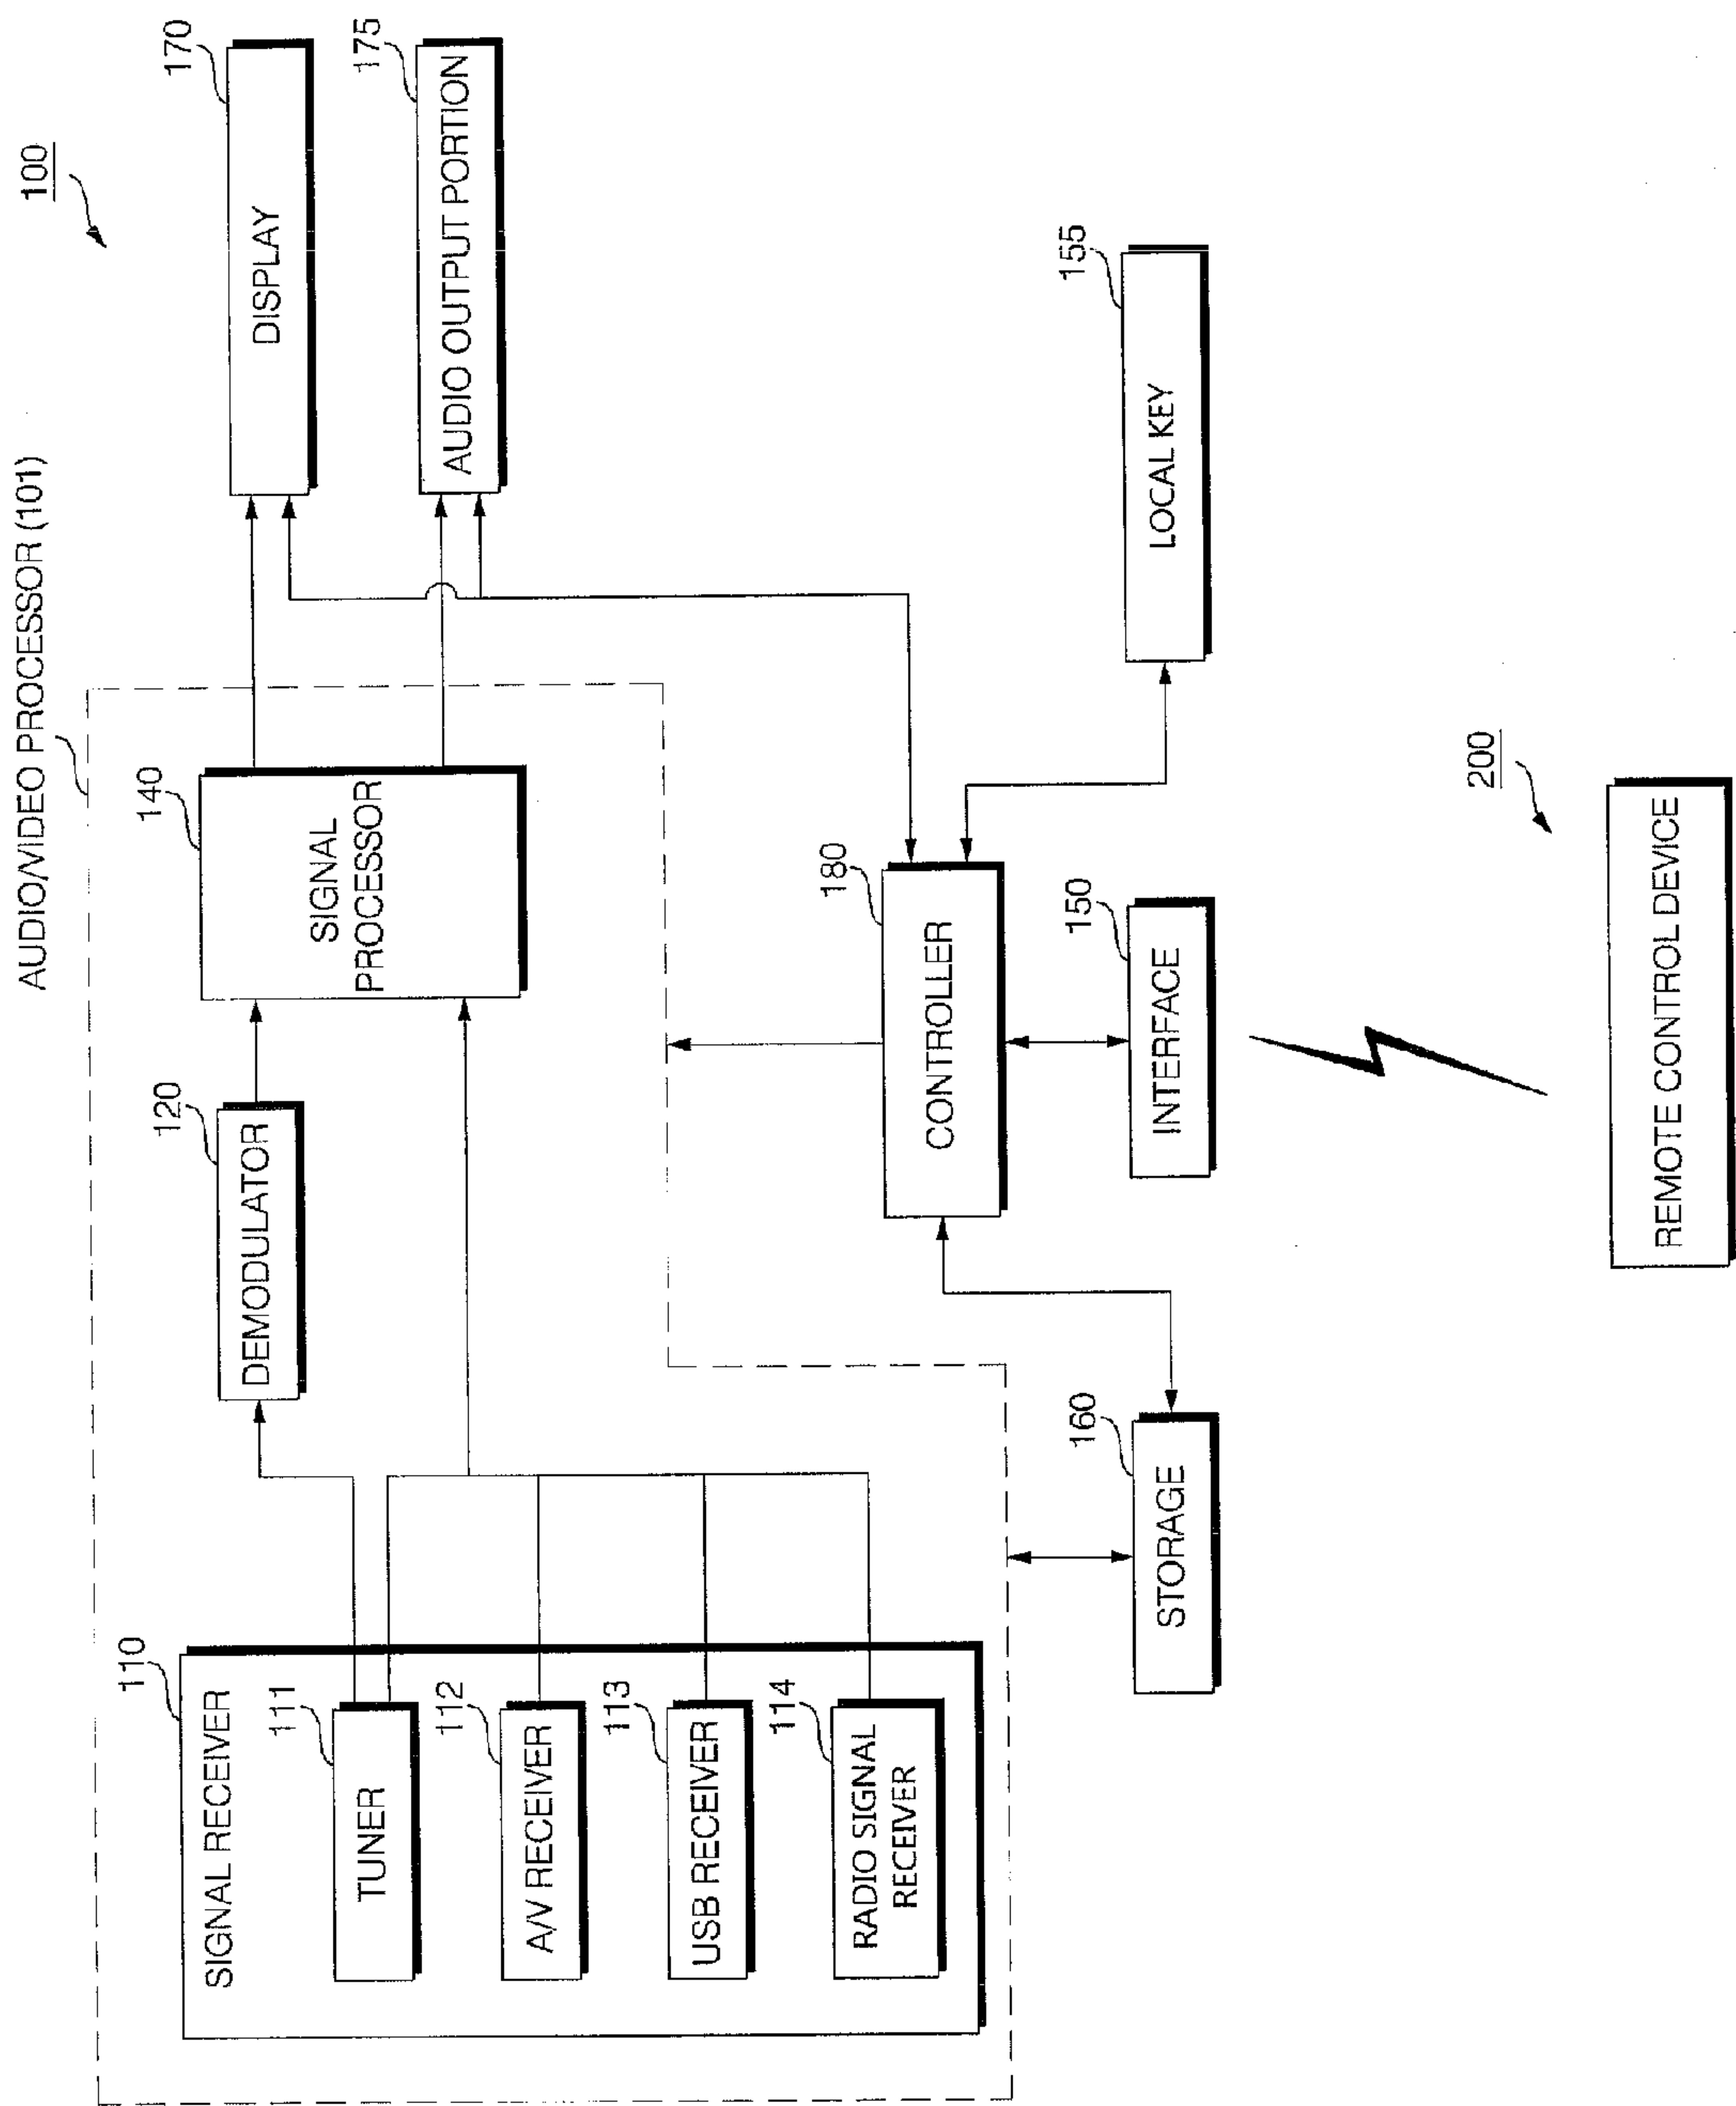 100
AUDIO/VIDEO PROCESSOR (101)
110
SIGNAL RECEIVER
111
TUNER
112
A/V RECEIVER
113
USB RECEIVER
114
RADIO SIGNAL
RECEIVER
120
DEMODULATOR
140
SIGNAL
PROCESSOR
170
DISPLAY
175
AUDIO OUTPUT PORTION
180
CONTROLLER
155
LOCAL KEY
160
STORAGE
150
INTERFACE
200
REMOTE CONTROL DEVICE